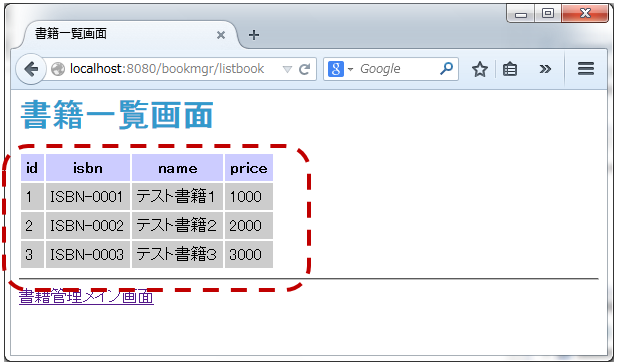 書籍一覧画面
localhost:8080/bookmgr/listbook
Google
書籍一覧画面
id isbn name price
1 ISBN-0001 テスト書籍１ 1000
2 ISBN-0002 テスト書籍２ 2000
3 ISBN-0003 テスト書籍３ 3000
書籍管理メイン画面